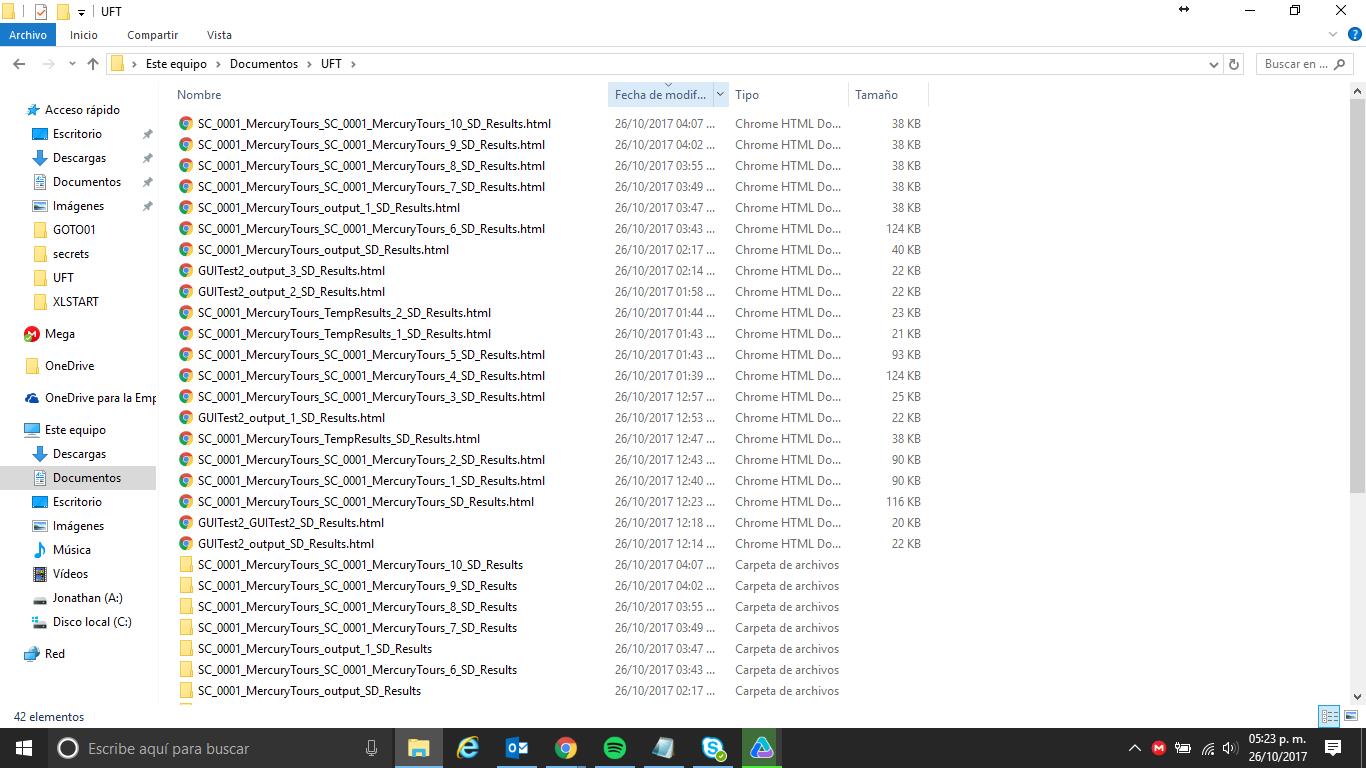 UFT
Archivo Inicio Compartir Vista
Este equipo Documentos UFT Buscar en ...
Nombre Fecha de modif... Tipo Tamaño
Acceso rápido
Escritorio
Descargas
Documentos
Imágenes
GOTO01
secrets
UFT
XLSTART
Mega
OneDrive
OneDrive para la Emp
Este equipo
Descargas
Documentos
Escritorio
Imágenes
Música
Vídeos
Jonathan (A:)
Disco local (C:)
Red
SC_0001_MercuryTours_SC_0001_MercuryTours_10_SD_Results.html 26/10/2017 04:07 ... Chrome HTML Do... 38 KB
SC_0001_MercuryTours_SC_0001_MercuryTours_9_SD_Results.html 26/10/2017 04:02 ... Chrome HTML Do... 38 KB
SC_0001_MercuryTours_SC_0001_MercuryTours_8_SD_Results.html 26/10/2017 03:55 ... Chrome HTML Do... 38 KB
SC_0001_MercuryTours_SC_0001_MercuryTours_7_SD_Results.html 26/10/2017 03:49 ... Chrome HTML Do... 38 KB
SC_0001_MercuryTours_output_1_SD_Results.html 26/10/2017 03:47 ... Chrome HTML Do... 38 KB
SC_0001_MercuryTours_SC_0001_MercuryTours_6_SD_Results.html 26/10/2017 03:43 ... Chrome HTML Do... 124 KB
SC_0001_MercuryTours_output_SD_Results.html 26/10/2017 02:17 ... Chrome HTML Do... 40 KB
GUITest2_output_3_SD_Results.html 26/10/2017 02:14 ... Chrome HTML Do... 22 KB
GUITest2_output_2_SD_Results.html 26/10/2017 01:58 ... Chrome HTML Do... 22 KB
SC_0001_MercuryTours_TempResults_2_SD_Results.html 26/10/2017 01:44 ... Chrome HTML Do... 23 KB
SC_0001_MercuryTours_TempResults_1_SD_Results.html 26/10/2017 01:43 ... Chrome HTML Do... 21 KB
SC_0001_MercuryTours_SC_0001_MercuryTours_5_SD_Results.html 26/10/2017 01:43 ... Chrome HTML Do... 93 KB
SC_0001_MercuryTours_SC_0001_MercuryTours_4_SD_Results.html 26/10/2017 01:39 ... Chrome HTML Do... 124 KB
SC_0001_MercuryTours_SC_0001_MercuryTours_3_SD_Results.html 26/10/2017 12:57 ... Chrome HTML Do... 25 KB
GUITest2_output_1_SD_Results.html 26/10/2017 12:53 ... Chrome HTML Do... 22 KB
SC_0001_MercuryTours_TempResults_SD_Results.html 26/10/2017 12:47 ... Chrome HTML Do... 38 KB
SC_0001_MercuryTours_SC_0001_MercuryTours_2_SD_Results.html 26/10/2017 12:43 ... Chrome HTML Do... 90 KB
SC_0001_MercuryTours_SC_0001_MercuryTours_1_SD_Results.html 26/10/2017 12:40 ... Chrome HTML Do... 90 KB
SC_0001_MercuryTours_SC_0001_MercuryTours_SD_Results.html 26/10/2017 12:23 ... Chrome HTML Do... 116 KB
GUITest2_GUITest2_SD_Results.html 26/10/2017 12:18 ... Chrome HTML Do... 20 KB
GUITest2_output_SD_Results.html 26/10/2017 12:14 ... Chrome HTML Do... 22 KB
SC_0001_MercuryTours_SC_0001_MercuryTours_10_SD_Results 26/10/2017 04:07 ... Carpeta de archivos
SC_0001_MercuryTours_SC_0001_MercuryTours_9_SD_Results 26/10/2017 04:02 ... Carpeta de archivos
SC_0001_MercuryTours_SC_0001_MercuryTours_8_SD_Results 26/10/2017 03:55 ... Carpeta de archivos
SC_0001_MercuryTours_SC_0001_MercuryTours_7_SD_Results 26/10/2017 03:49 ... Carpeta de archivos
SC_0001_MercuryTours_output_1_SD_Results 26/10/2017 03:47 ... Carpeta de archivos
SC_0001_MercuryTours_SC_0001_MercuryTours_6_SD_Results 26/10/2017 03:43 ... Carpeta de archivos
SC_0001_MercuryTours_output_SD_Results 26/10/2017 02:17 ... Carpeta de archivos
42 elementos
Escribe aquí para buscar
05:23 p. m.
26/10/2017